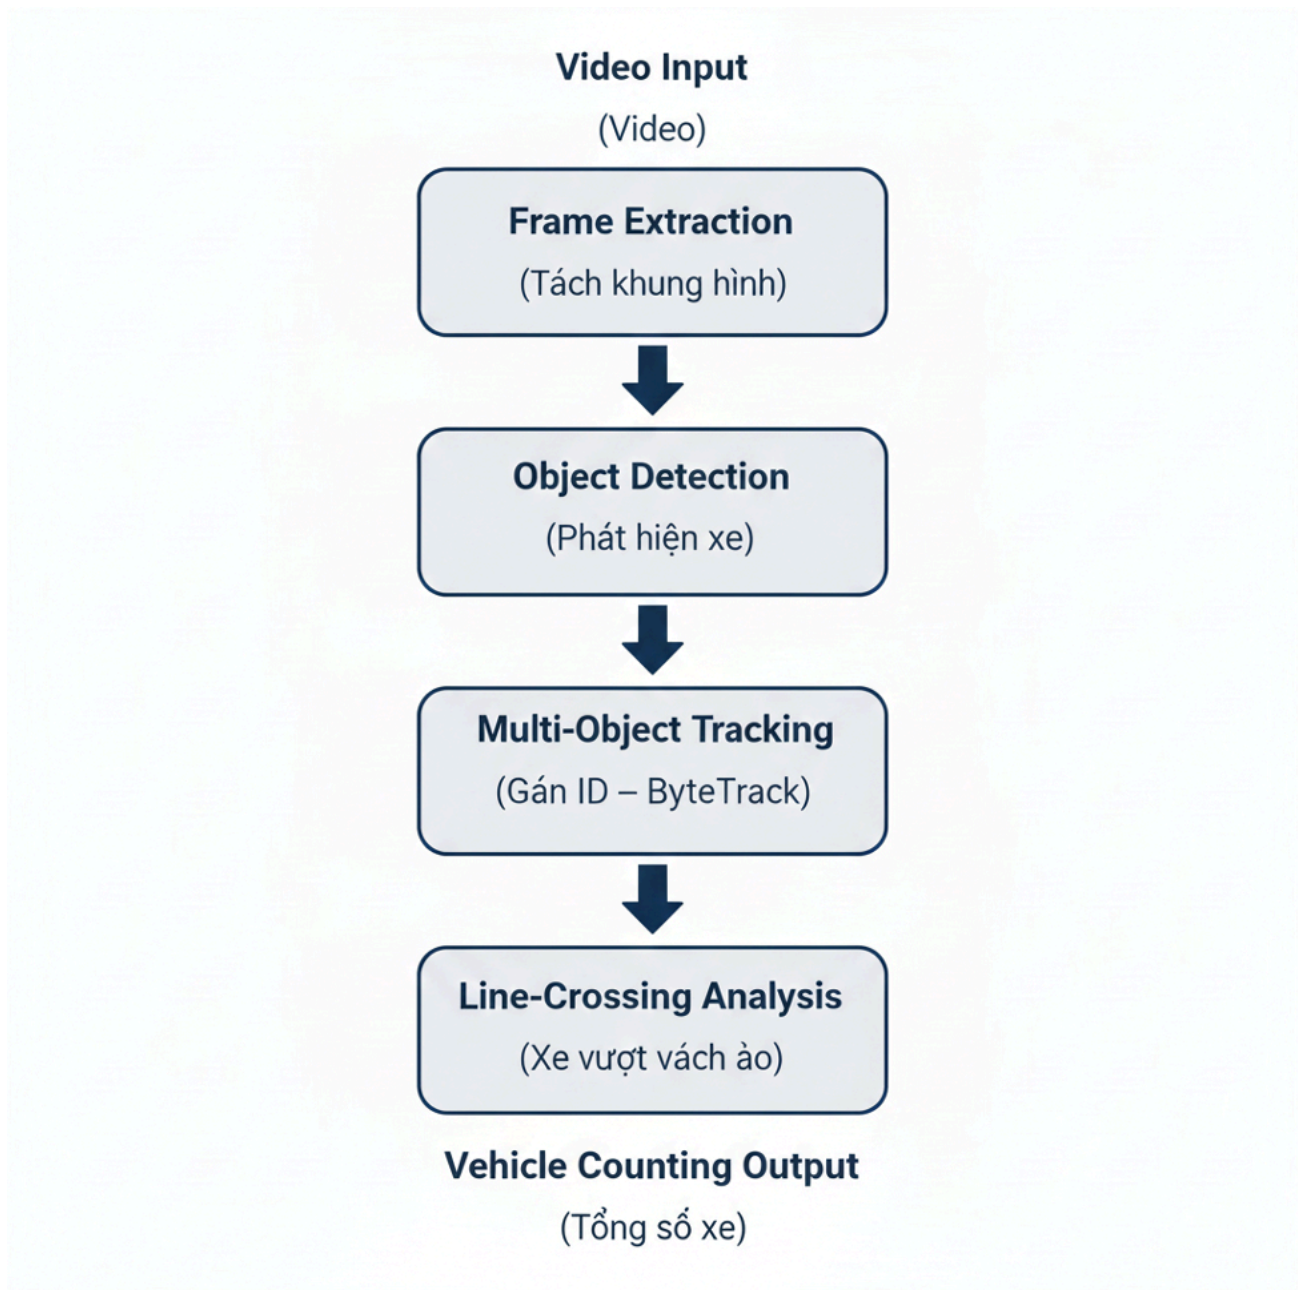 Video Input
(Video)
Frame Extraction
(Tách khung hình)
Object Detection
(Phát hiện xe)
Multi-Object Tracking
(Gán ID – ByteTrack)
Line-Crossing Analysis
(Xe vượt vách ảo)
Vehicle Counting Output
(Tổng số xe)